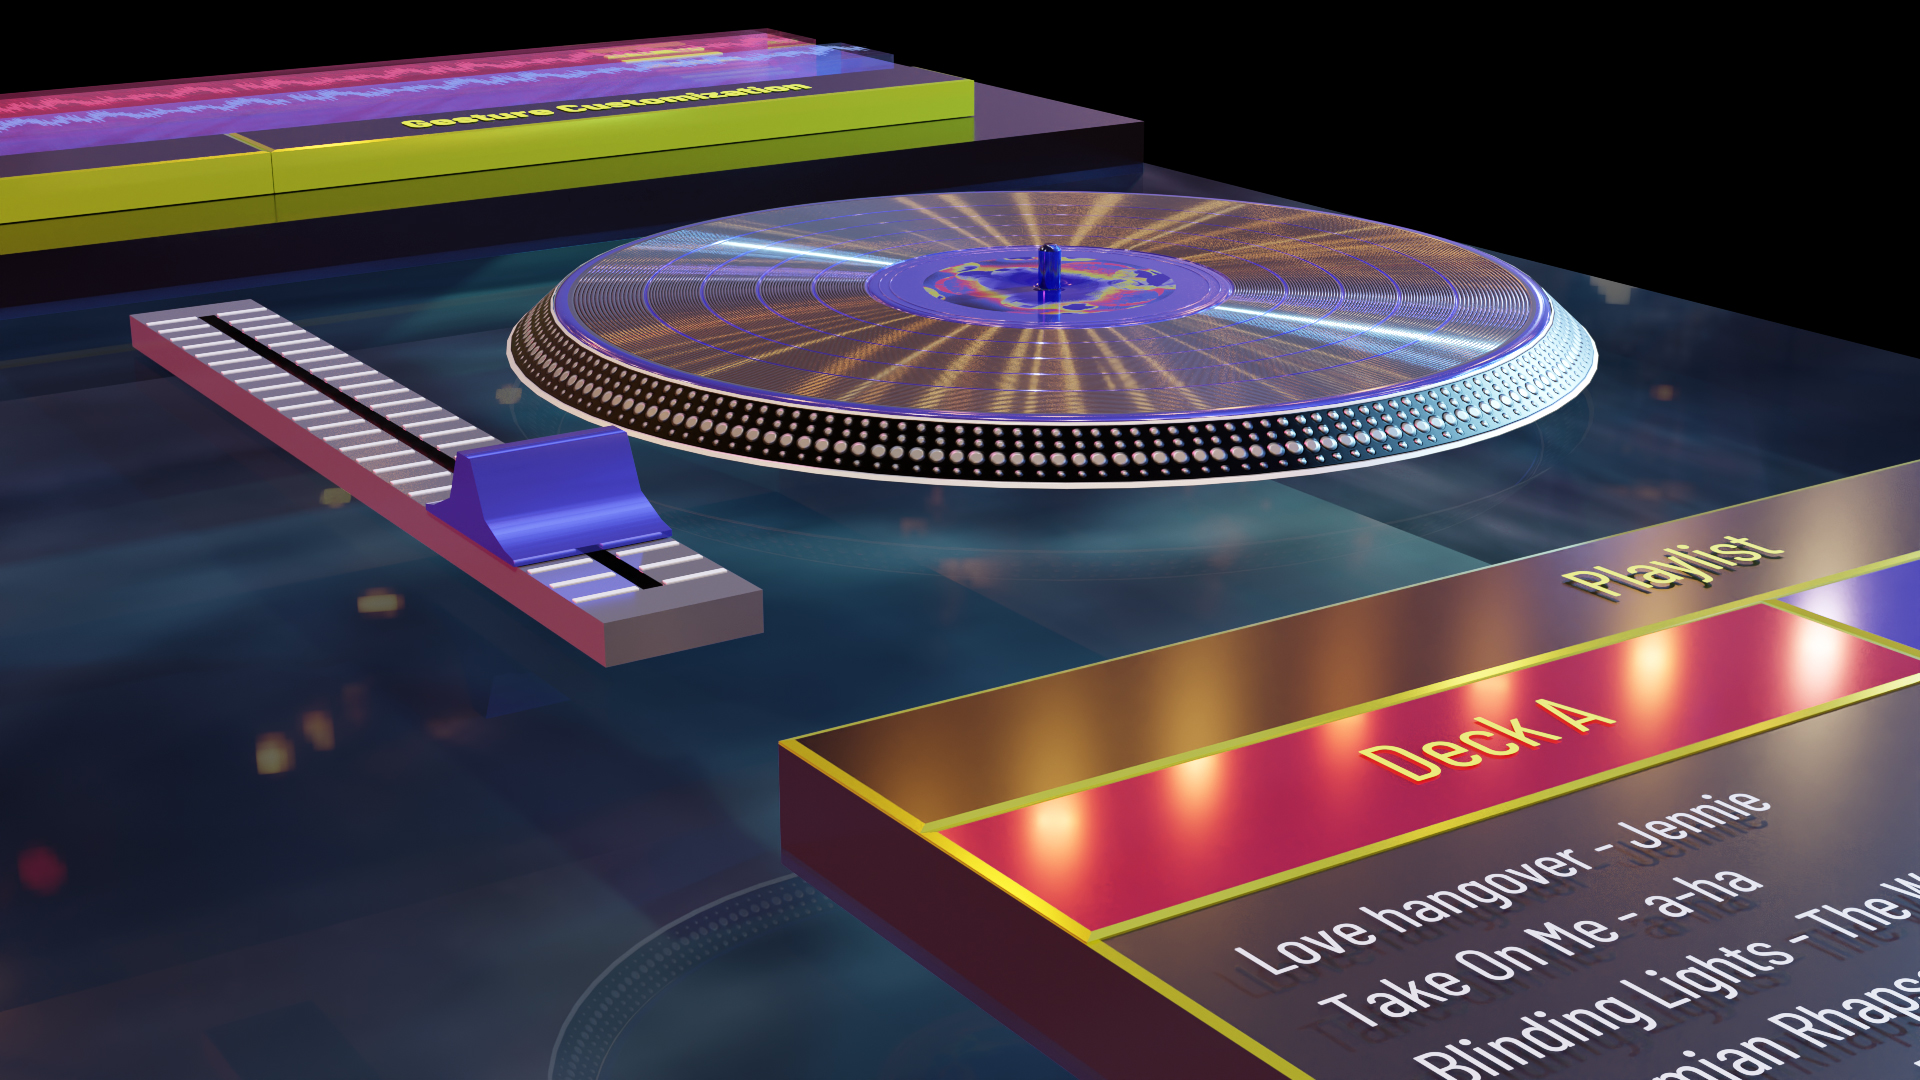 Gesture Customization
Playlist
Deck A
Love hangover - Jennie
Take On Me - a-ha
Blinding Lights - The